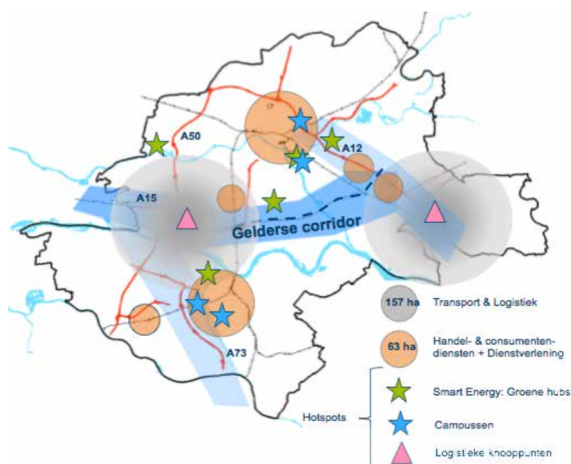 A50
A12
A15
Gelderse corridor
A73
157 ha Transport & Logistiek
63 ha Handel- & consumenten-
diensten + Dienstverlening
Smart Energy: Groene hubs
Hotspots
Campussen
Logistieke knooppunten